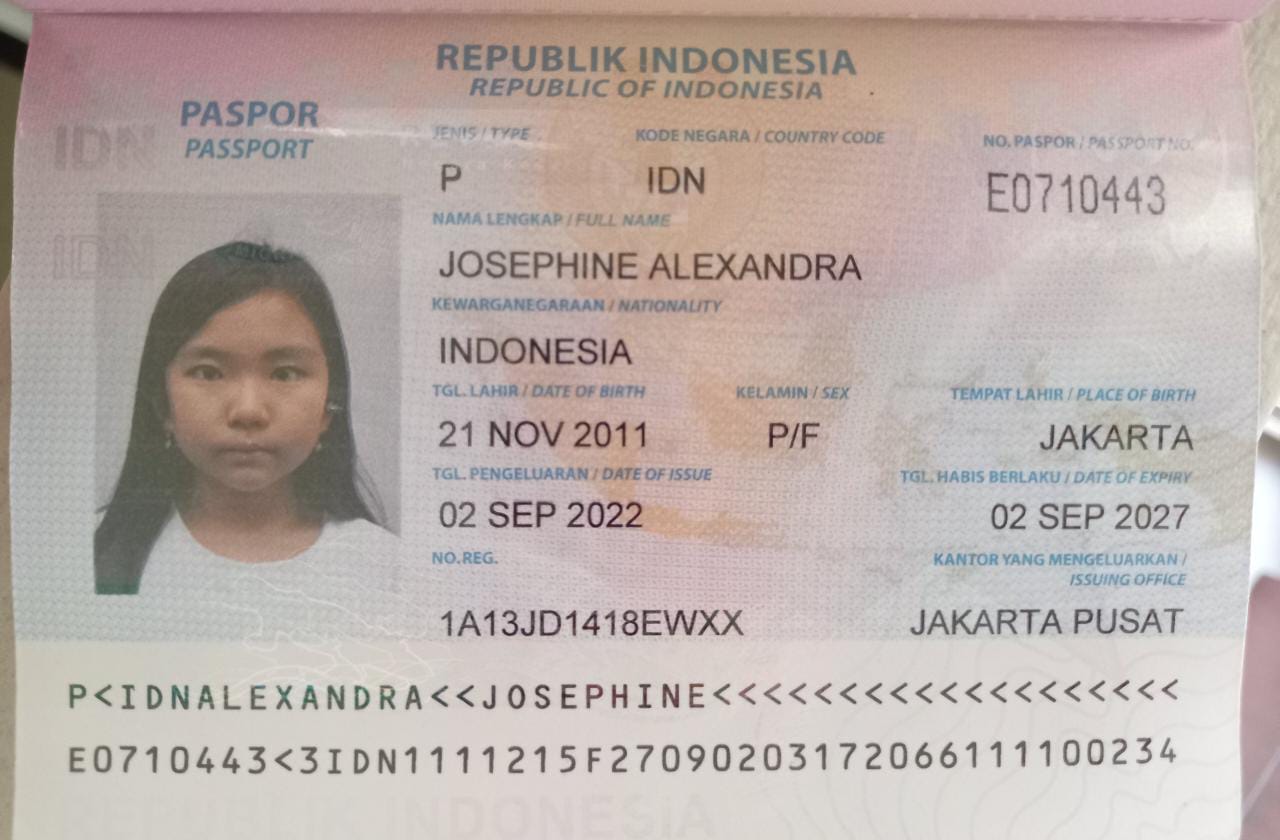 REPUBLIK INDONESIA
REPUBLIC OF INDONESIA
PASPOR
PASSPORT
IDN
IDN
JENIS / TYPE KODE NEGARA / COUNTRY CODE NO. PASPOR / PASSPORT NO.
P IDN E0710443
NAMA LENGKAP / FULL NAME
JOSEPHINE ALEXANDRA
KEWARGANEGARAAN / NATIONALITY
INDONESIA
TGL. LAHIR / DATE OF BIRTH KELAMIN / SEX TEMPAT LAHIR / PLACE OF BIRTH
21 NOV 2011 P/F JAKARTA
TGL. PENGELUARAN / DATE OF ISSUE TGL. HABIS BERLAKU / DATE OF EXPIRY
02 SEP 2022 02 SEP 2027
NO. REG. KANTOR YANG MENGELUARKAN /
ISSUING OFFICE
1A13JD1418EWXX JAKARTA PUSAT
P<IDNALEXANDRA<<JOSEPHINE<<<<<<<<<<<<<<<<<<<
E0710443<3IDN1111215F2709020317206611100234
REPUBLIK INDONESIA